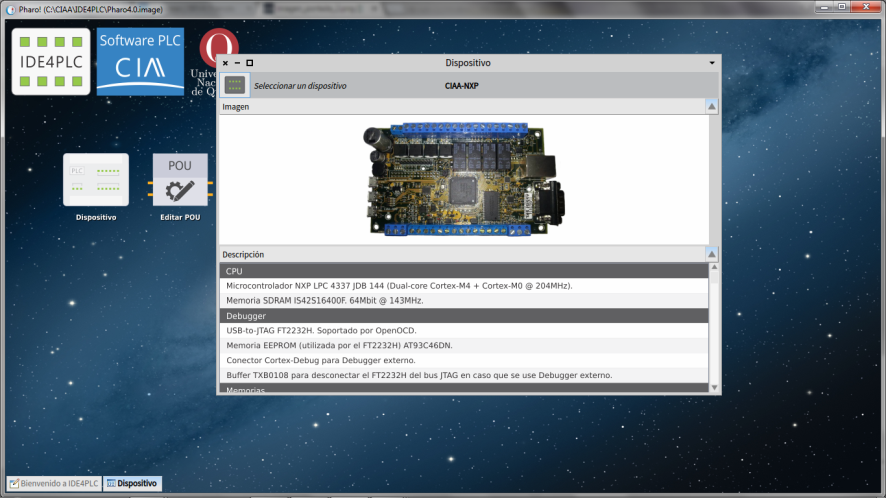 Pharo! (C:\CIAA\IDE4PLC\Pharo4.0.image)
IDE4PLC
Software PLC
CIAA
Q
Unive
Nac
de Q
Dispositivo
Seleccionar un dispositivo
CIAA-NXP
Imagen
PLC
Dispositivo
POU
Editar POU
Descripción
CPU
Microcontrolador NXP LPC 4337 JDB 144 (Dual-core Cortex-M4 + Cortex-M0 @ 204MHz).
Memoria SDRAM IS42S16400F. 64Mbit @ 143MHz.
Debugger
USB-to-JTAG FT2232H. Soportado por OpenOCD.
Memoria EEPROM (utilizada por el FT2232H) AT93C46DN.
Conector Cortex-Debug para Debugger externo.
Buffer TXB0108 para desconectar el FT2232H del bus JTAG en caso que se use Debugger externo.
Memorias
Bienvenido a IDE4PLC
Dispositivo